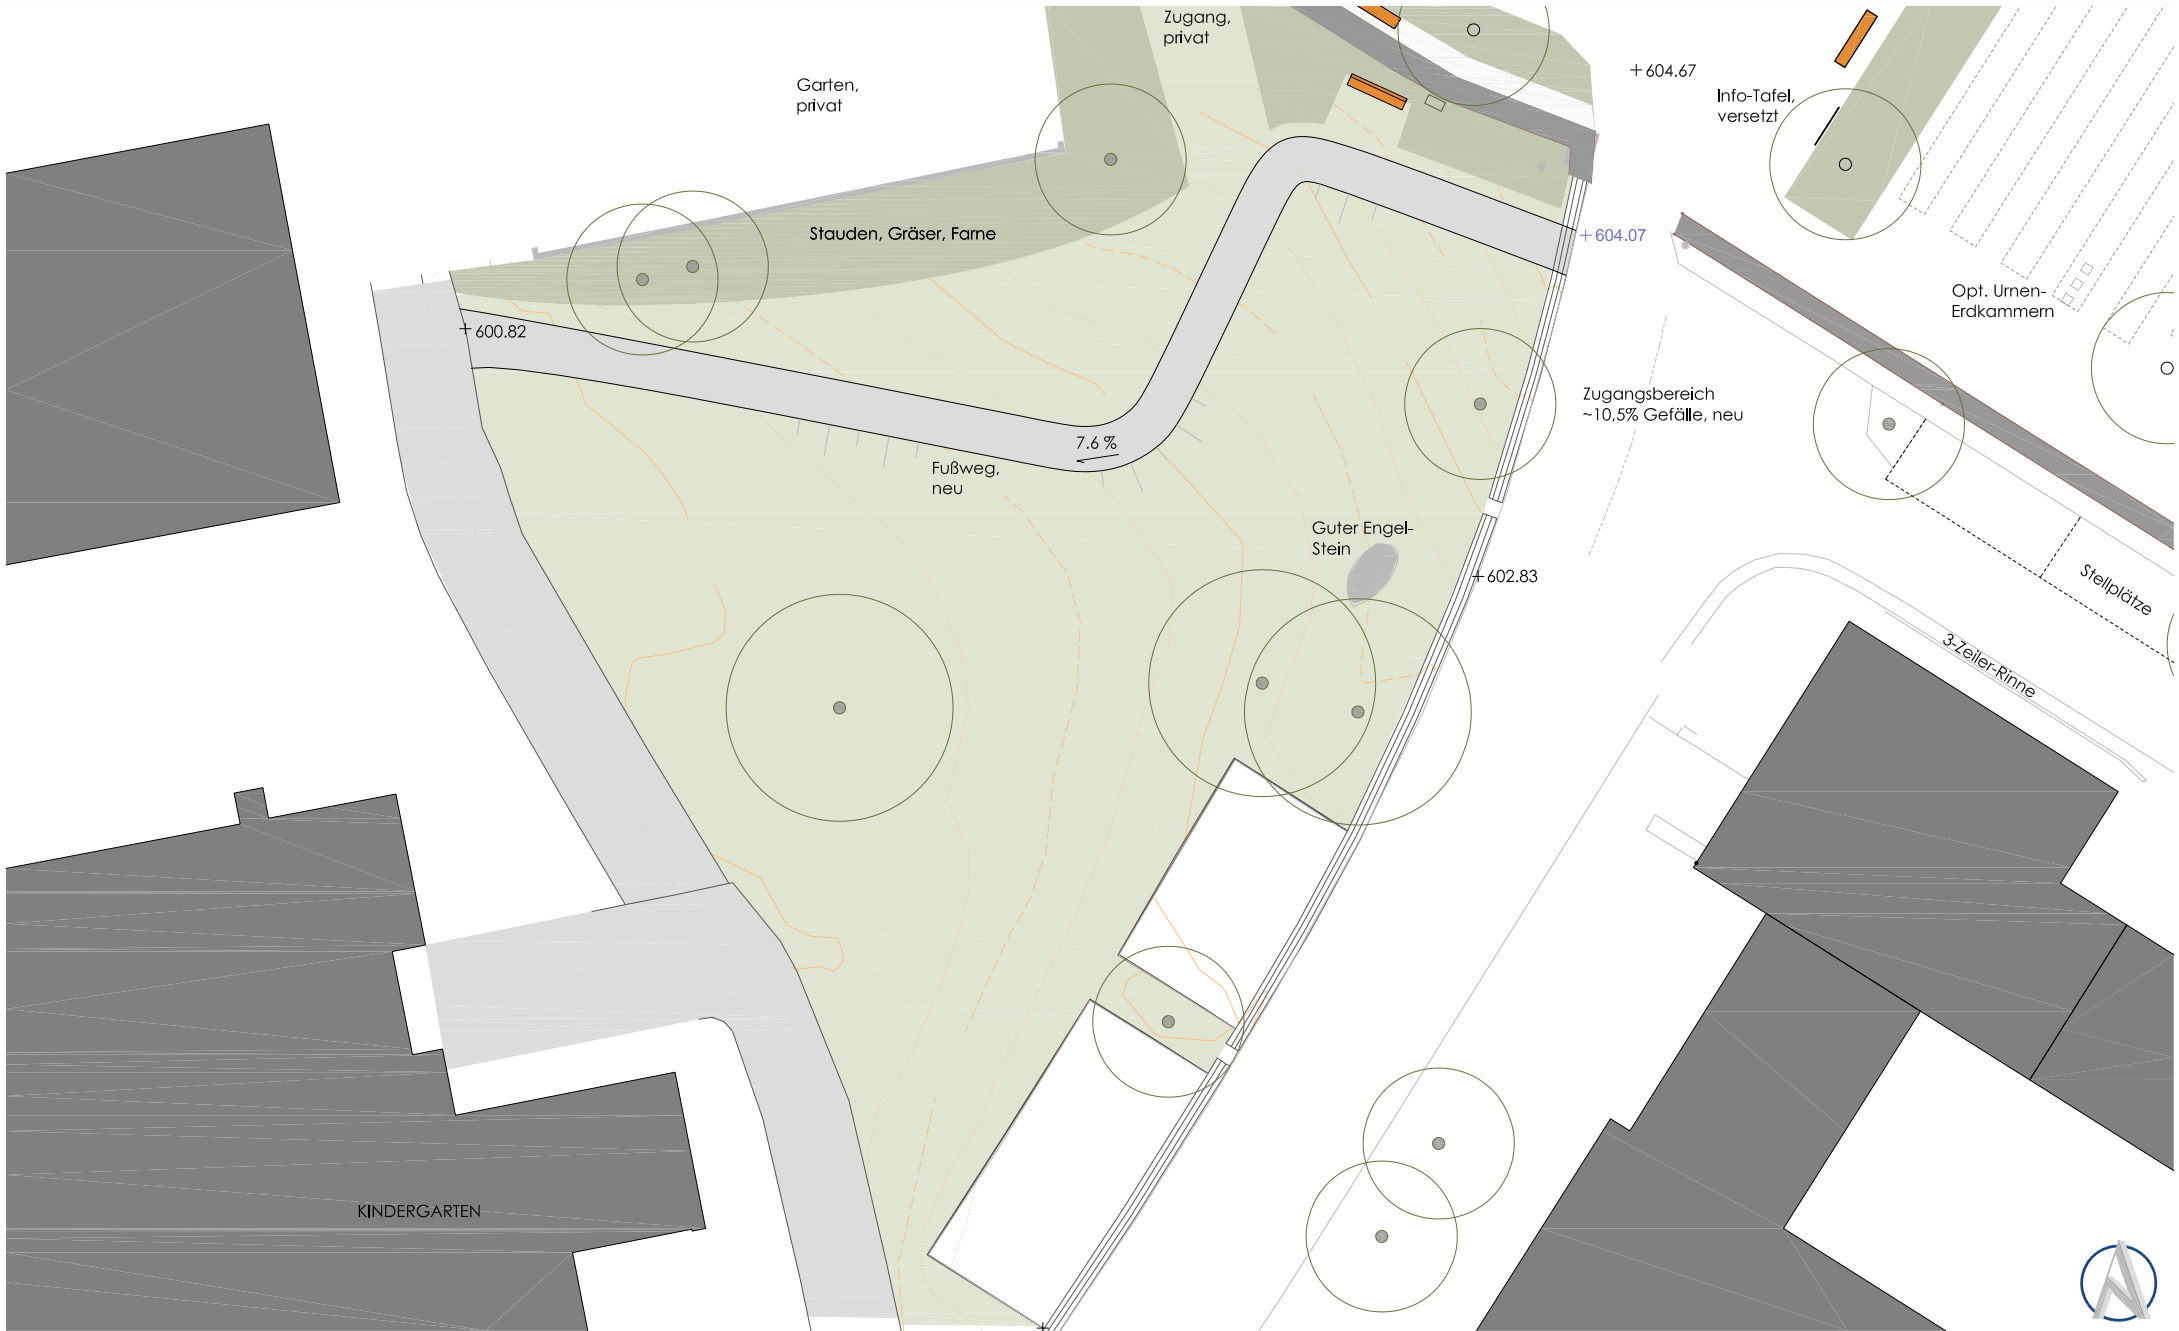 Zugang,
privat
Garten,
privat
+604.67
Info-Tafel,
versetzt
Stauden, Gräser, Farne
+604.07
Opt. Urnen-
Erdkammern
+600.82
Zugangsbereich
~10,5% Gefälle, neu
7.6 %
Fußweg,
neu
Guter Engel-
Stein
+602.83
Stellplätze
3-Zeiler-Rinne
KINDERGARTEN